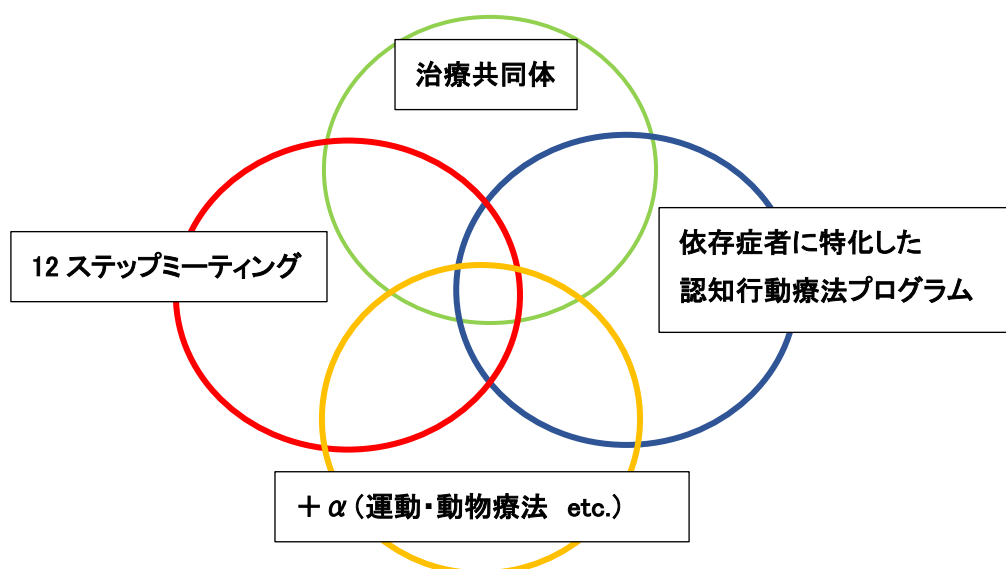 治療共同体
12 ステップミーティング
依存症者に特化した
認知行動療法プログラム
＋α（運動・動物療法　etc.）